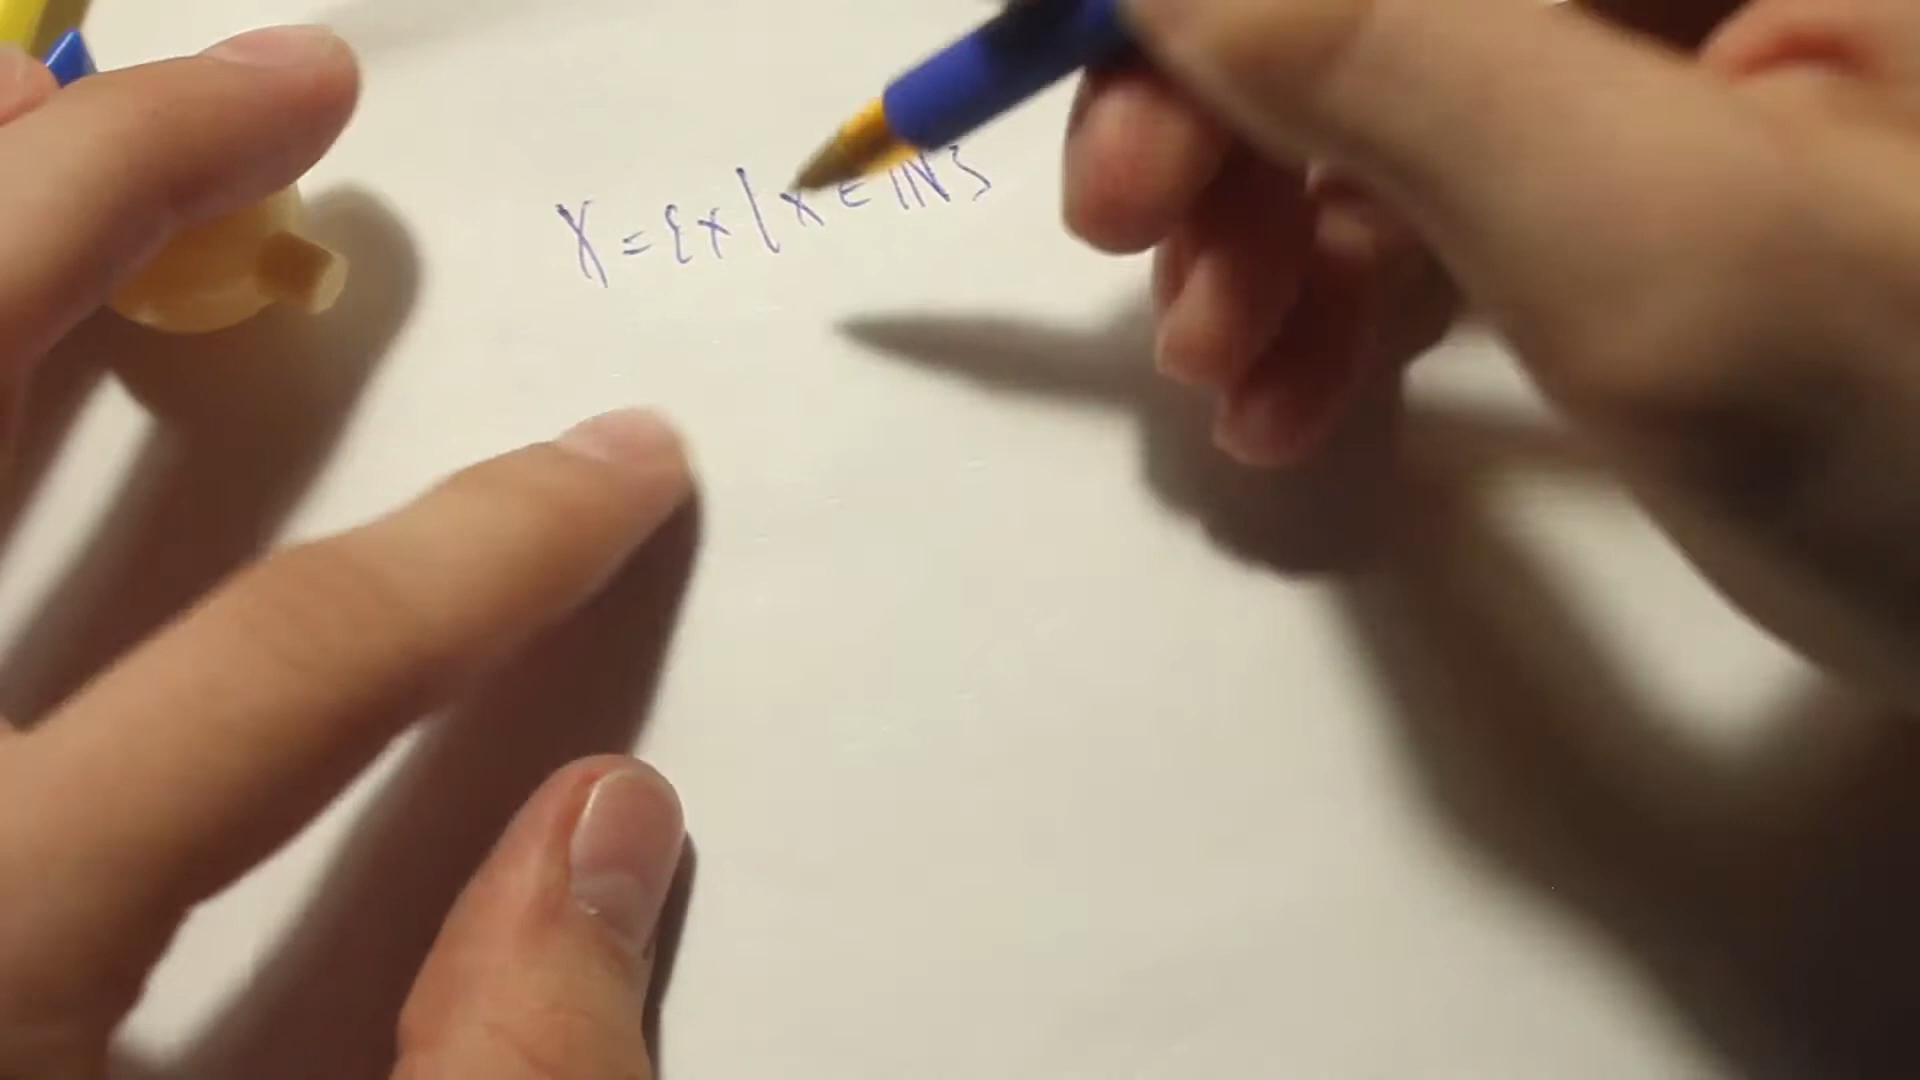 X = {x | x ∈ ℕ}